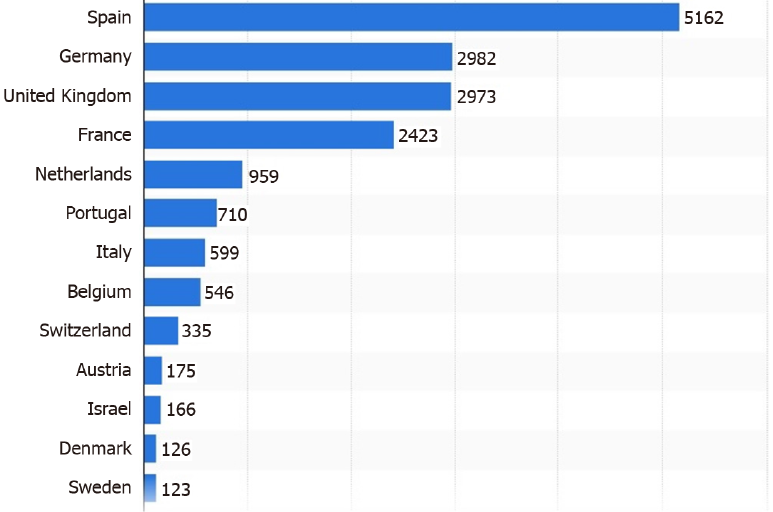 Spain 5162
Germany 2982
United Kingdom 2973
France 2423
Netherlands 959
Portugal 710
Italy 599
Belgium 546
Switzerland 335
Austria 175
Israel 166
Denmark 126
Sweden 123